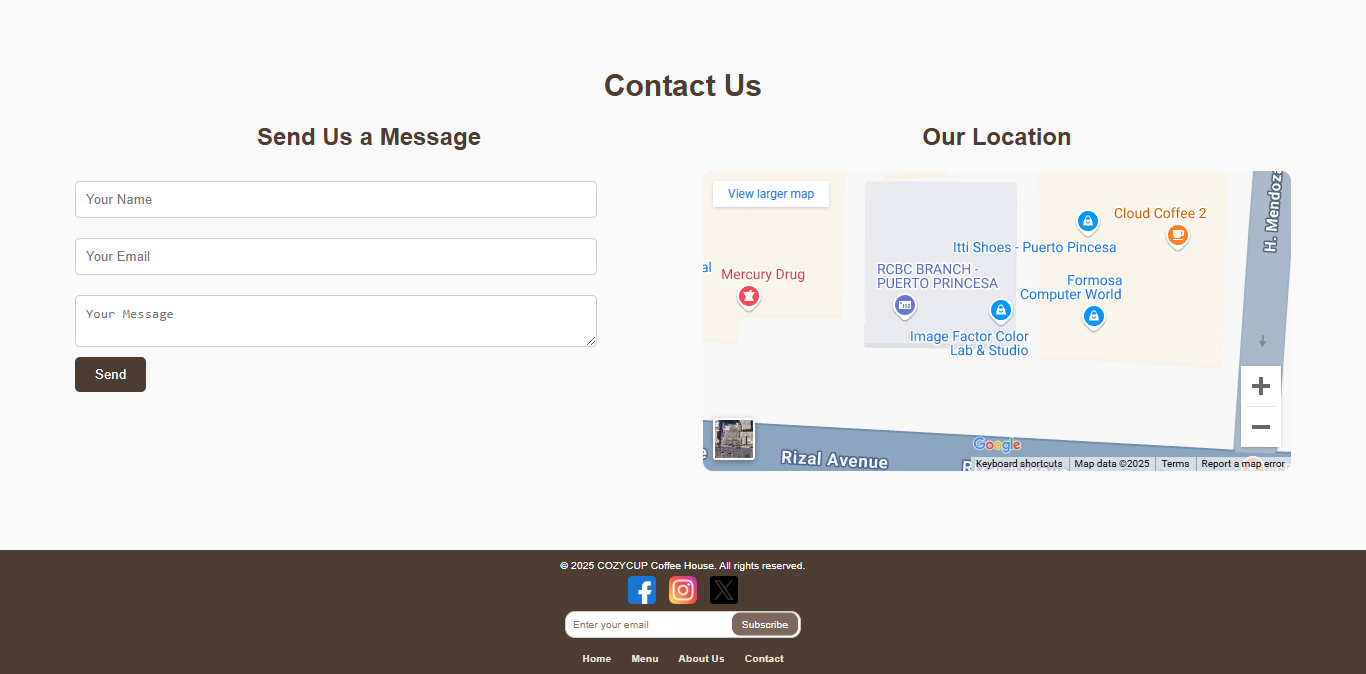 Contact Us
Send Us a Message
Your Name
Your Email
Your Message
Send
Our Location
View larger map
Cloud Coffee 2
Itti Shoes - Puerto Pincesa
H. Mendoz
al
Mercury Drug
RCBC BRANCH -
PUERTO PRINCESA
Formosa
Computer World
Image Factor Color
Lab & Studio
Google
Rizal Avenue
Keyboard shortcuts
Map data ©2025
Terms
Report a map error
© 2025 COZYCUP Coffee House. All rights reserved.
Enter your email
Subscribe
Home
Menu
About Us
Contact